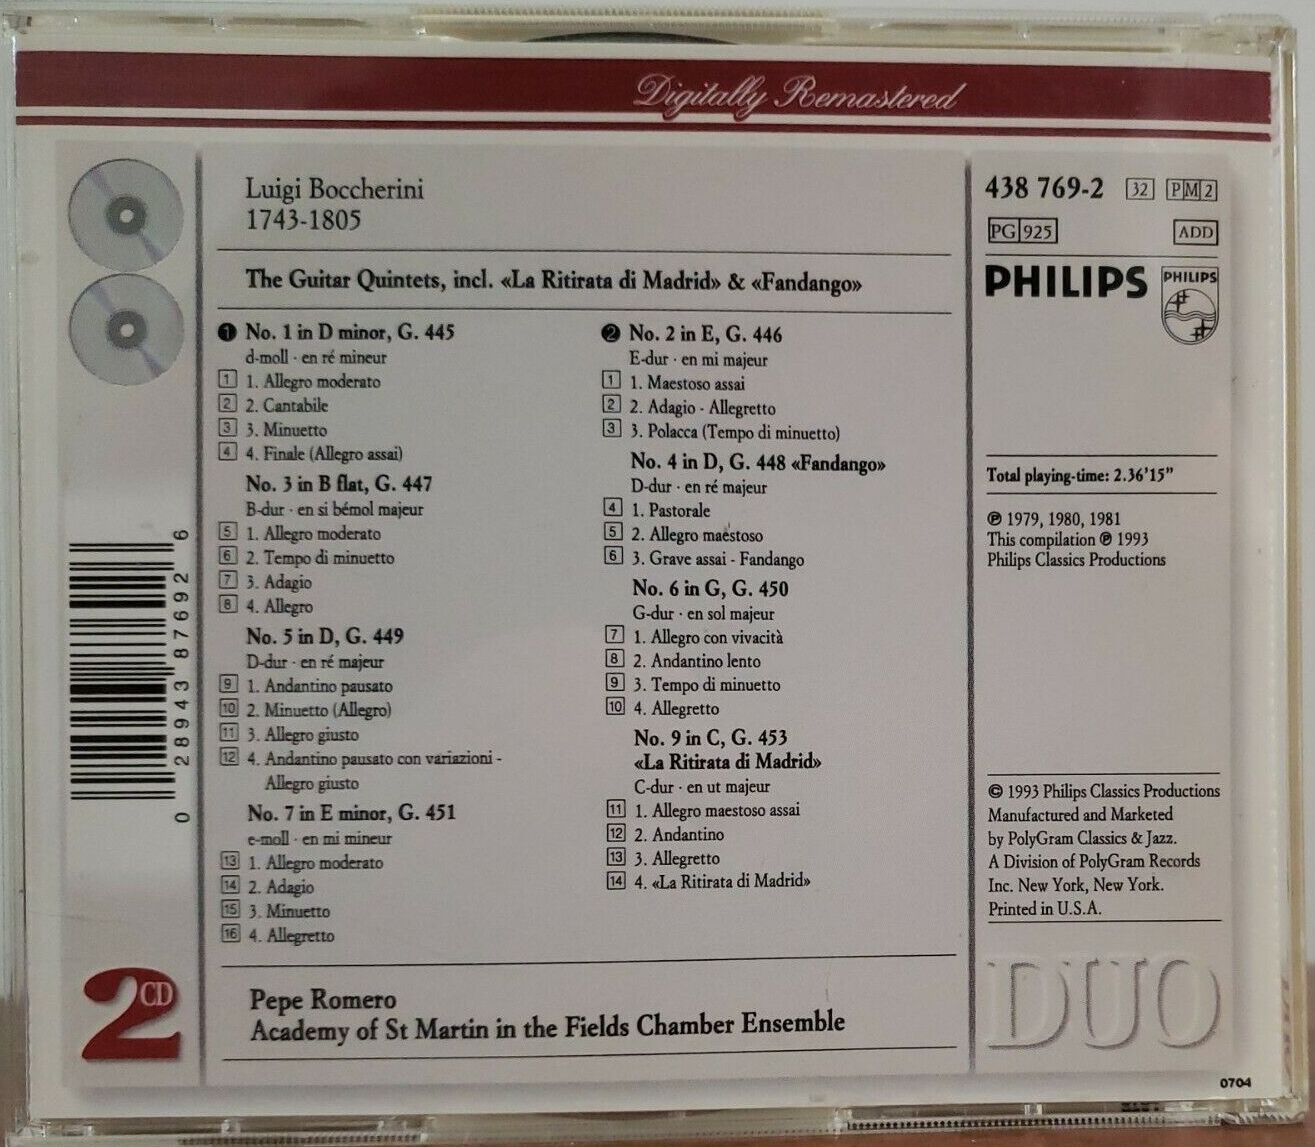 Digitally Remastered
Luigi Boccherini
1743-1805
The Guitar Quintets, incl. «La Ritirata di Madrid» & «Fandango»
1 No. 1 in D minor, G. 445
d-moll · en ré mineur
1 1. Allegro moderato
2 2. Cantabile
3 3. Minuetto
4 4. Finale (Allegro assai)
No. 3 in B flat, G. 447
B-dur · en si bémol majeur
5 1. Allegro moderato
6 2. Tempo di minuetto
7 3. Adagio
8 4. Allegro
No. 5 in D, G. 449
D-dur · en ré majeur
9 1. Andantino pausato
10 2. Minuetto (Allegro)
11 3. Allegro giusto
12 4. Andantino pausato con variazioni -
Allegro giusto
No. 7 in E minor, G. 451
e-moll · en mi mineur
13 1. Allegro moderato
14 2. Adagio
15 3. Minuetto
16 4. Allegretto
2 No. 2 in E, G. 446
E-dur · en mi majeur
1 1. Maestoso assai
2 2. Adagio - Allegretto
3 3. Polacca (Tempo di minuetto)
No. 4 in D, G. 448 «Fandango»
D-dur · en ré majeur
4 1. Pastorale
5 2. Allegro maestoso
6 3. Grave assai - Fandango
No. 6 in G, G. 450
G-dur · en sol majeur
7 1. Allegro con vivacità
8 2. Andantino lento
9 3. Tempo di minuetto
10 4. Allegretto
No. 9 in C, G. 453
«La Ritirata di Madrid»
C-dur · en ut majeur
11 1. Allegro maestoso assai
12 2. Andantino
13 3. Allegretto
14 4. «La Ritirata di Madrid»
Pepe Romero
Academy of St Martin in the Fields Chamber Ensemble
438 769-2 32 PM2
PG 925 ADD
PHILIPS
PHILIPS
Total playing-time: 2.36'15"
℗ 1979, 1980, 1981
This compilation ℗ 1993
Philips Classics Productions
© 1993 Philips Classics Productions
Manufactured and Marketed
by PolyGram Classics & Jazz.
A Division of PolyGram Records
Inc. New York, New York.
Printed in U.S.A.
DUO
0704
0 28943 87692 6
2 CD